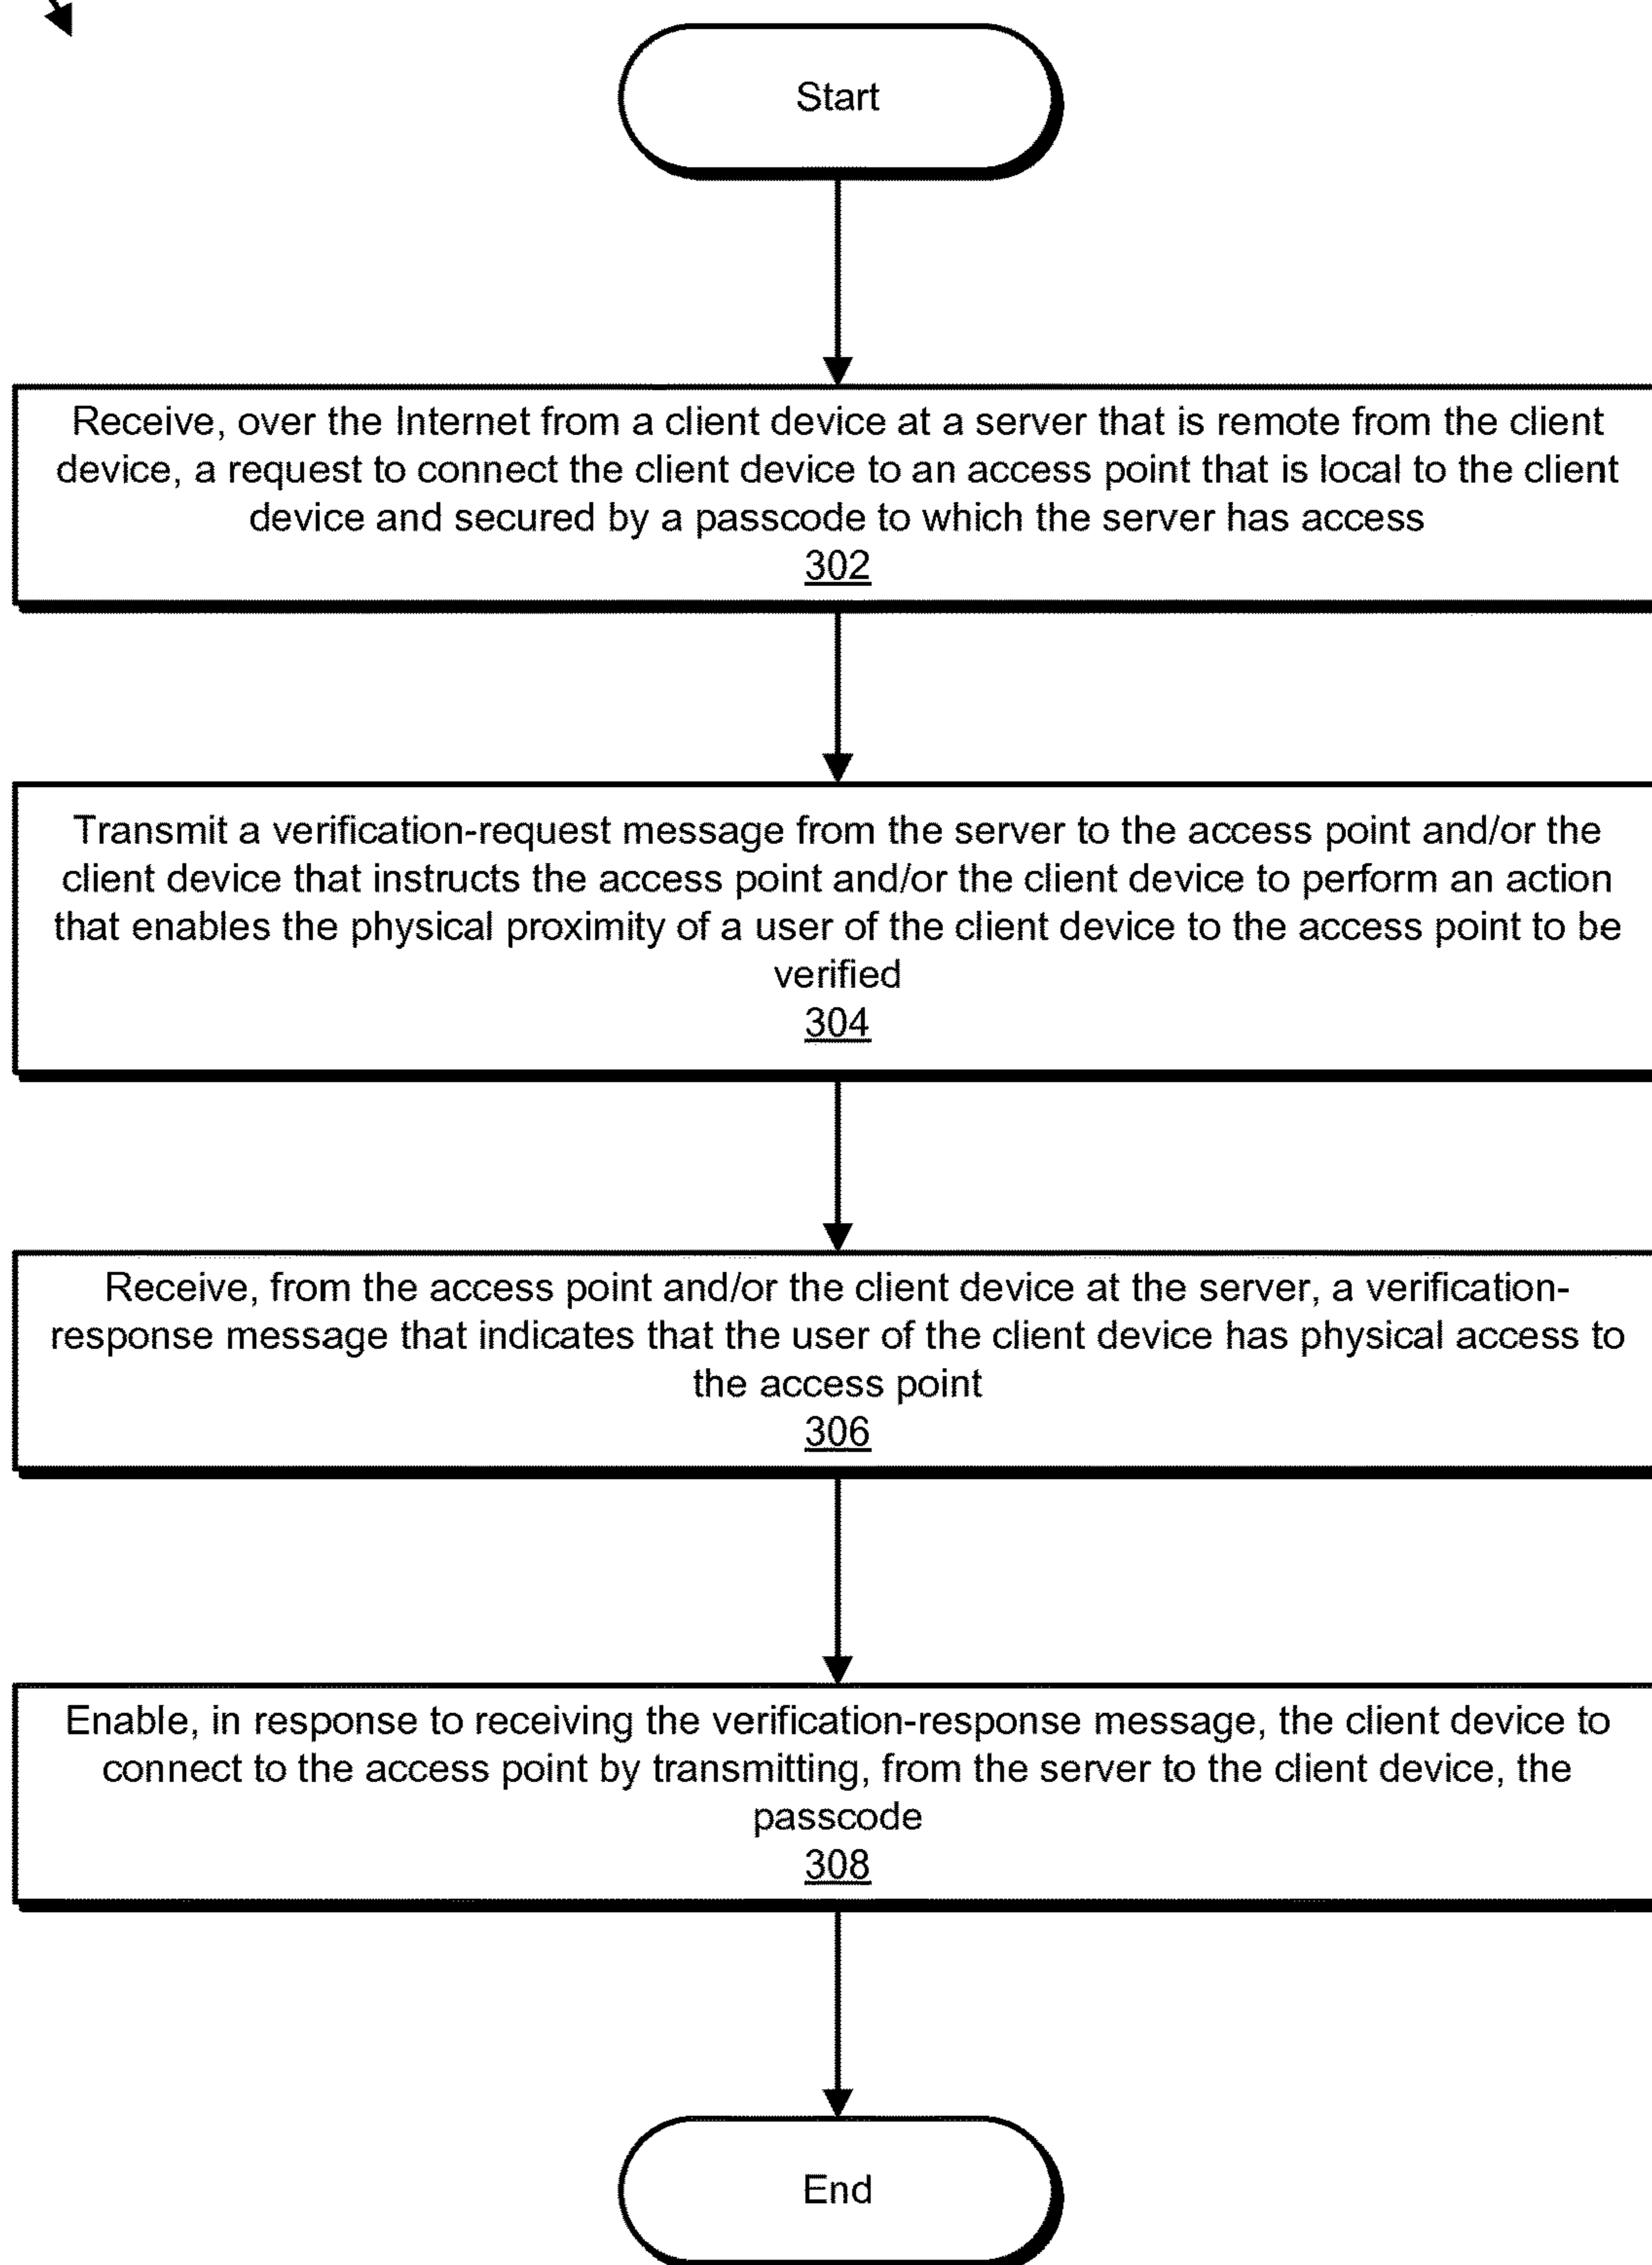 Start
Receive, over the Internet from a client device at a server that is remote from the client
device, a request to connect the client device to an access point that is local to the client
device and secured by a passcode to which the server has access
302
Transmit a verification-request message from the server to the access point and/or the
client device that instructs the access point and/or the client device to perform an action
that enables the physical proximity of a user of the client device to the access point to be
verified
304
Receive, from the access point and/or the client device at the server, a verification-
response message that indicates that the user of the client device has physical access to
the access point
306
Enable, in response to receiving the verification-response message, the client device to
connect to the access point by transmitting, from the server to the client device, the
passcode
308
End